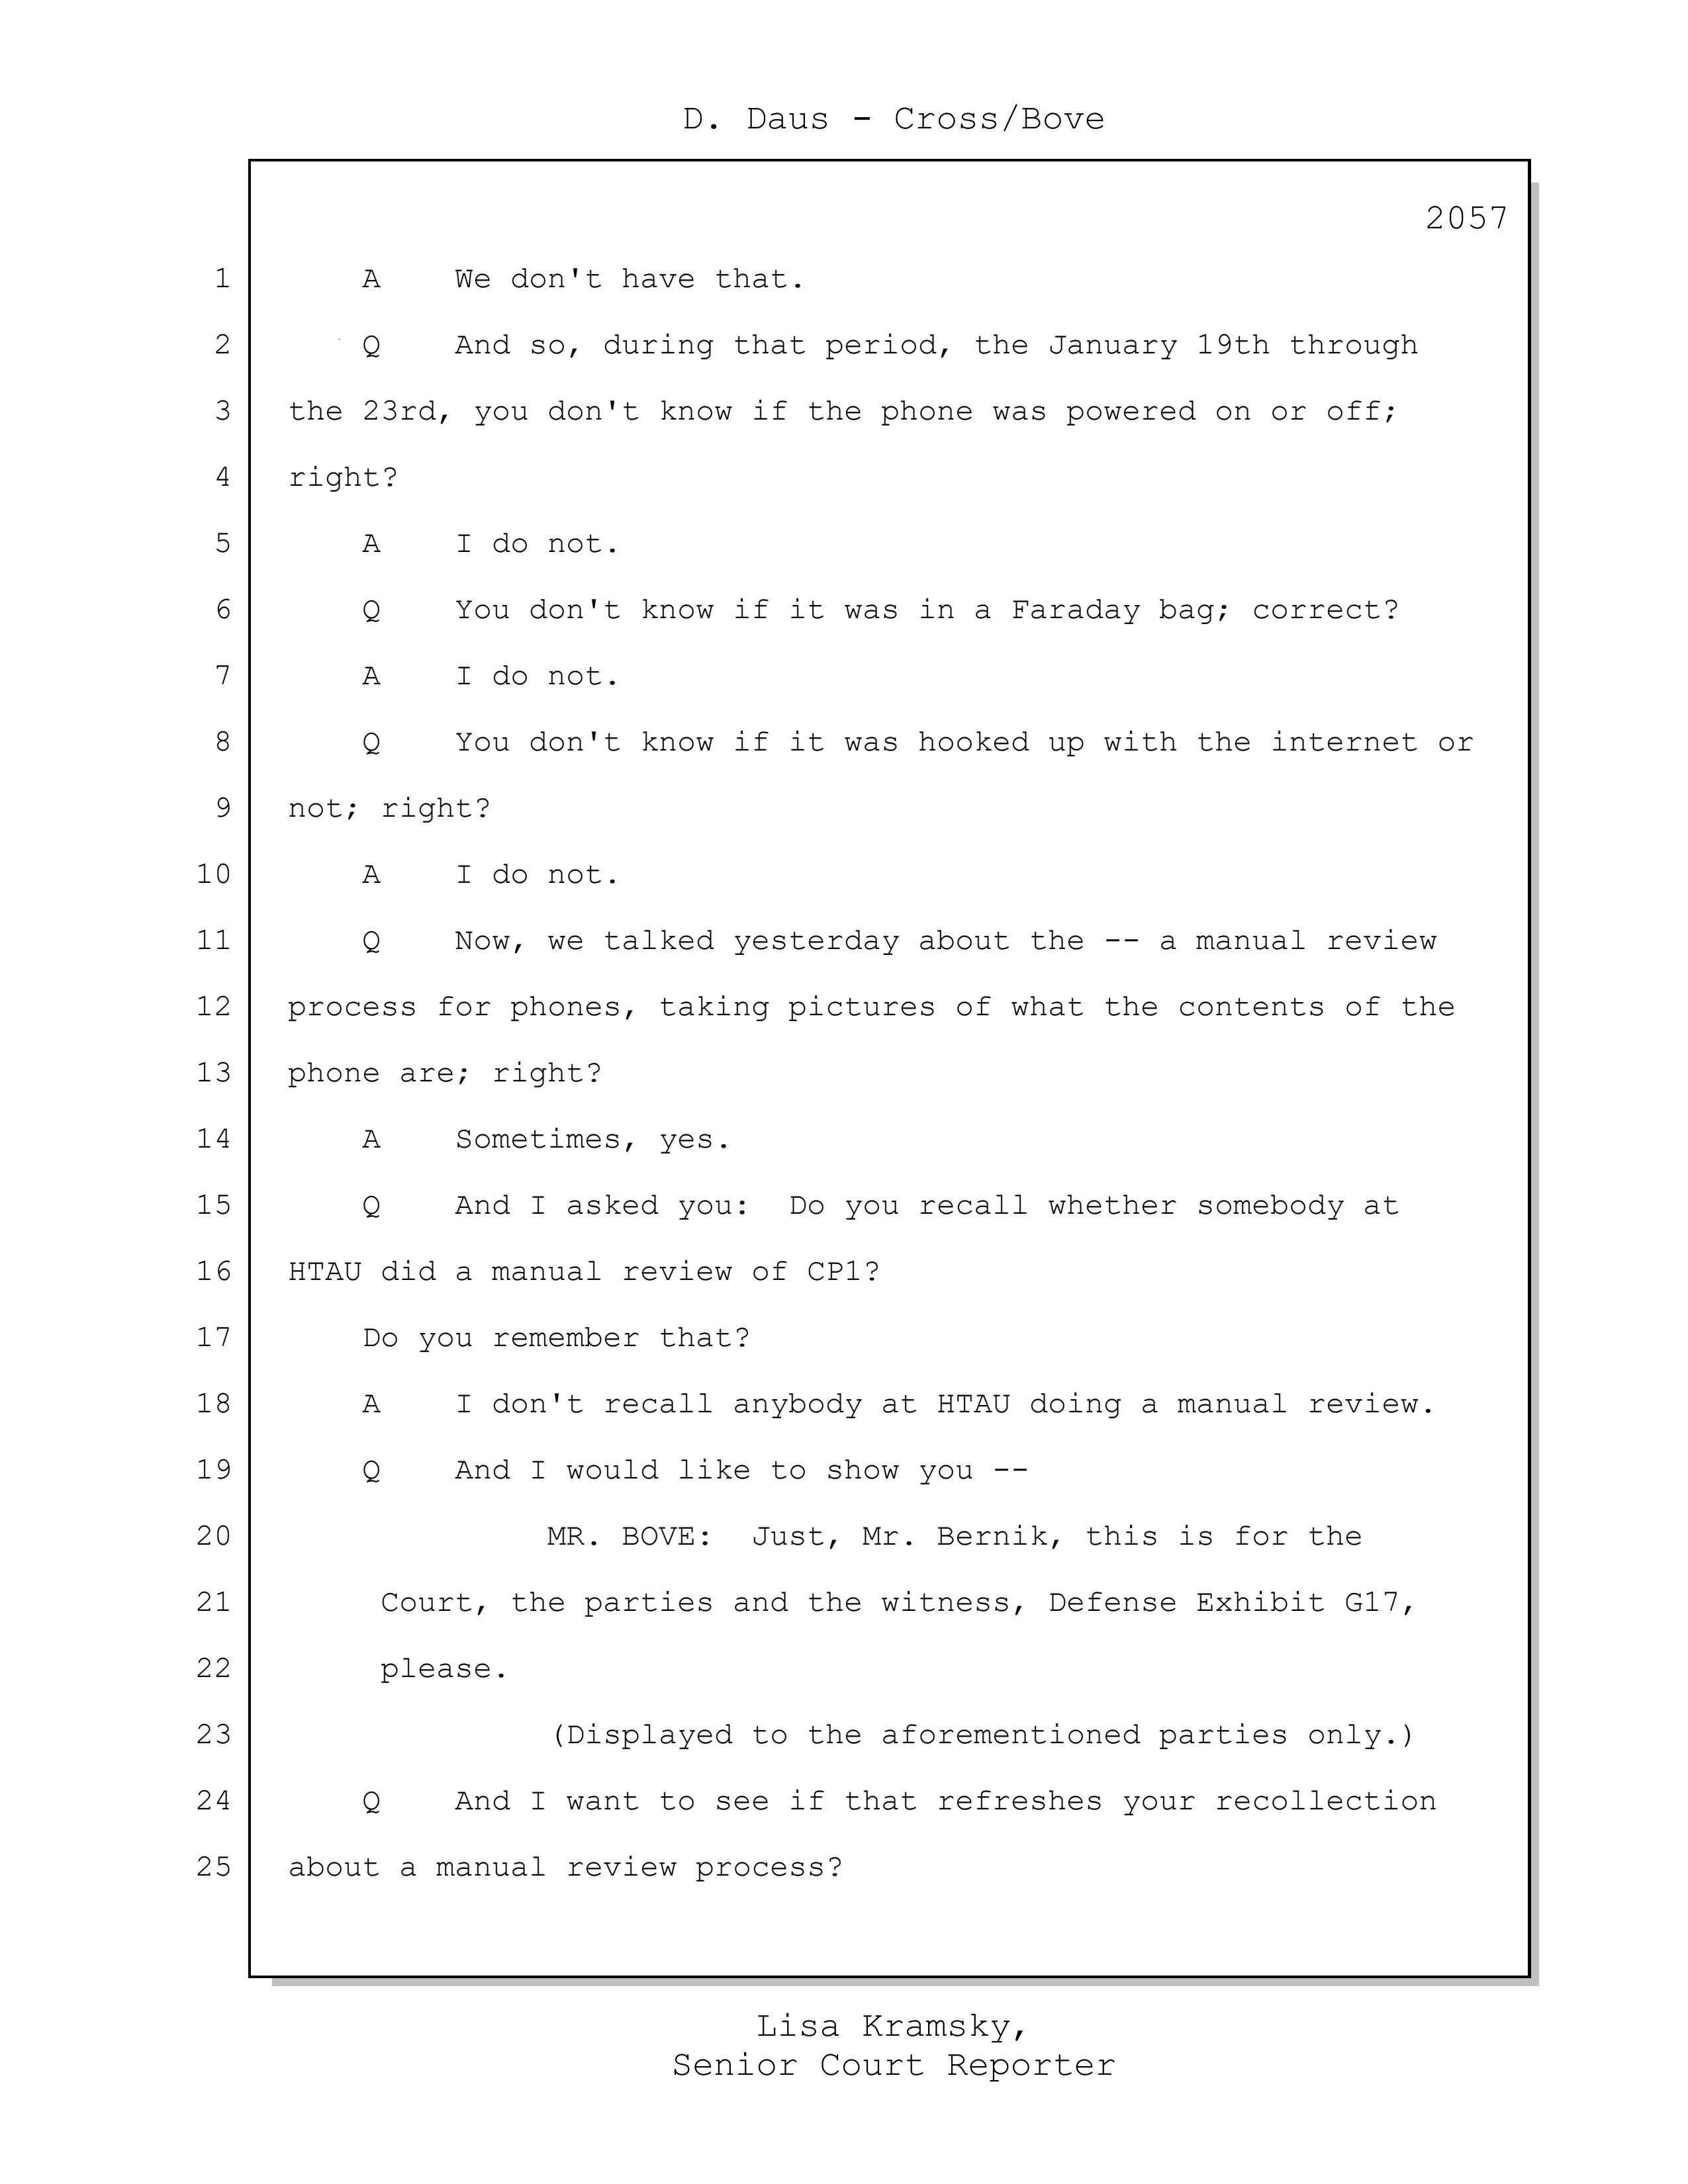 D. Daus - Cross/Bove
2057
1 A We don't have that.
2 Q And so, during that period, the January 19th through
3 the 23rd, you don't know if the phone was powered on or off;
4 right?
5 A I do not.
6 Q You don't know if it was in a Faraday bag; correct?
7 A I do not.
8 Q You don't know if it was hooked up with the internet or
9 not; right?
10 A I do not.
11 Q Now, we talked yesterday about the -- a manual review
12 process for phones, taking pictures of what the contents of the
13 phone are; right?
14 A Sometimes, yes.
15 Q And I asked you: Do you recall whether somebody at
16 HTAU did a manual review of CP1?
17 Do you remember that?
18 A I don't recall anybody at HTAU doing a manual review.
19 Q And I would like to show you --
20 MR. BOVE: Just, Mr. Bernik, this is for the
21 Court, the parties and the witness, Defense Exhibit G17,
22 please.
23 (Displayed to the aforementioned parties only.)
24 Q And I want to see if that refreshes your recollection
25 about a manual review process?
Lisa Kramsky,
Senior Court Reporter